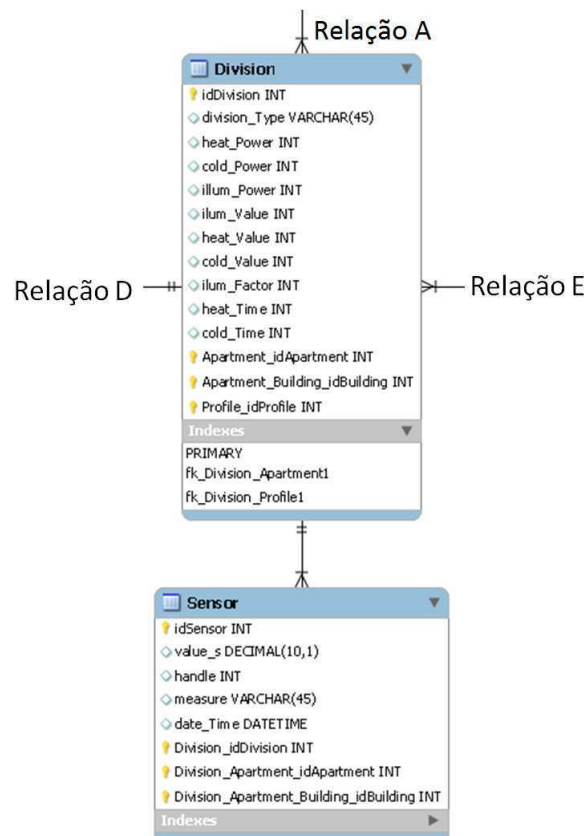 Relação A
Division
idDivision INT
division_Type VARCHAR(45)
heat_Power INT
cold_Power INT
illum_Power INT
ilum_Value INT
heat_Value INT
cold_Value INT
ilum_Factor INT
heat_Time INT
cold_Time INT
Apartment_idApartment INT
Apartment_Building_idBuilding INT
Profile_idProfile INT
Indexes
PRIMARY
fk_Division_Apartment1
fk_Division_Profile1
Relação D
Relação E
Sensor
idSensor INT
value_s DECIMAL(10,1)
handle INT
measure VARCHAR(45)
date_Time DATETIME
Division_idDivision INT
Division_Apartment_idApartment INT
Division_Apartment_Building_idBuilding INT
Indexes